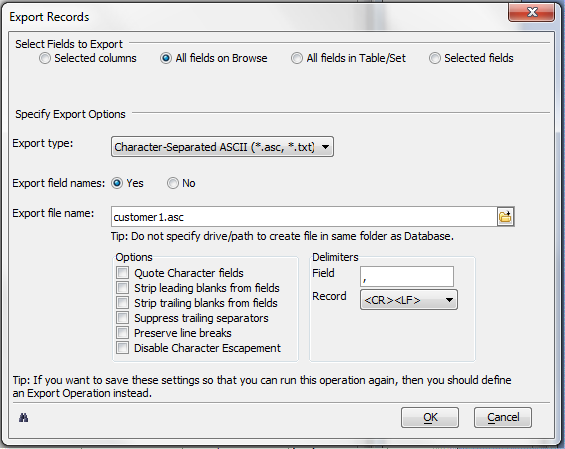 Export Records
Select Fields to Export
Selected columns All fields on Browse All fields in Table/Set Selected fields
Specify Export Options
Export type: Character-Separated ASCII (*.asc, *.txt)
Export field names: Yes No
Export file name: customer1.asc
Tip: Do not specify drive/path to create file in same folder as Database.
Options
Quote Character fields
Strip leading blanks from fields
Strip trailing blanks from fields
Suppress trailing separators
Preserve line breaks
Disable Character Escapement
Delimiters
Field ,
Record <CR><LF>
Tip: If you want to save these settings so that you can run this operation again, then you should define
an Export Operation instead.
OK Cancel